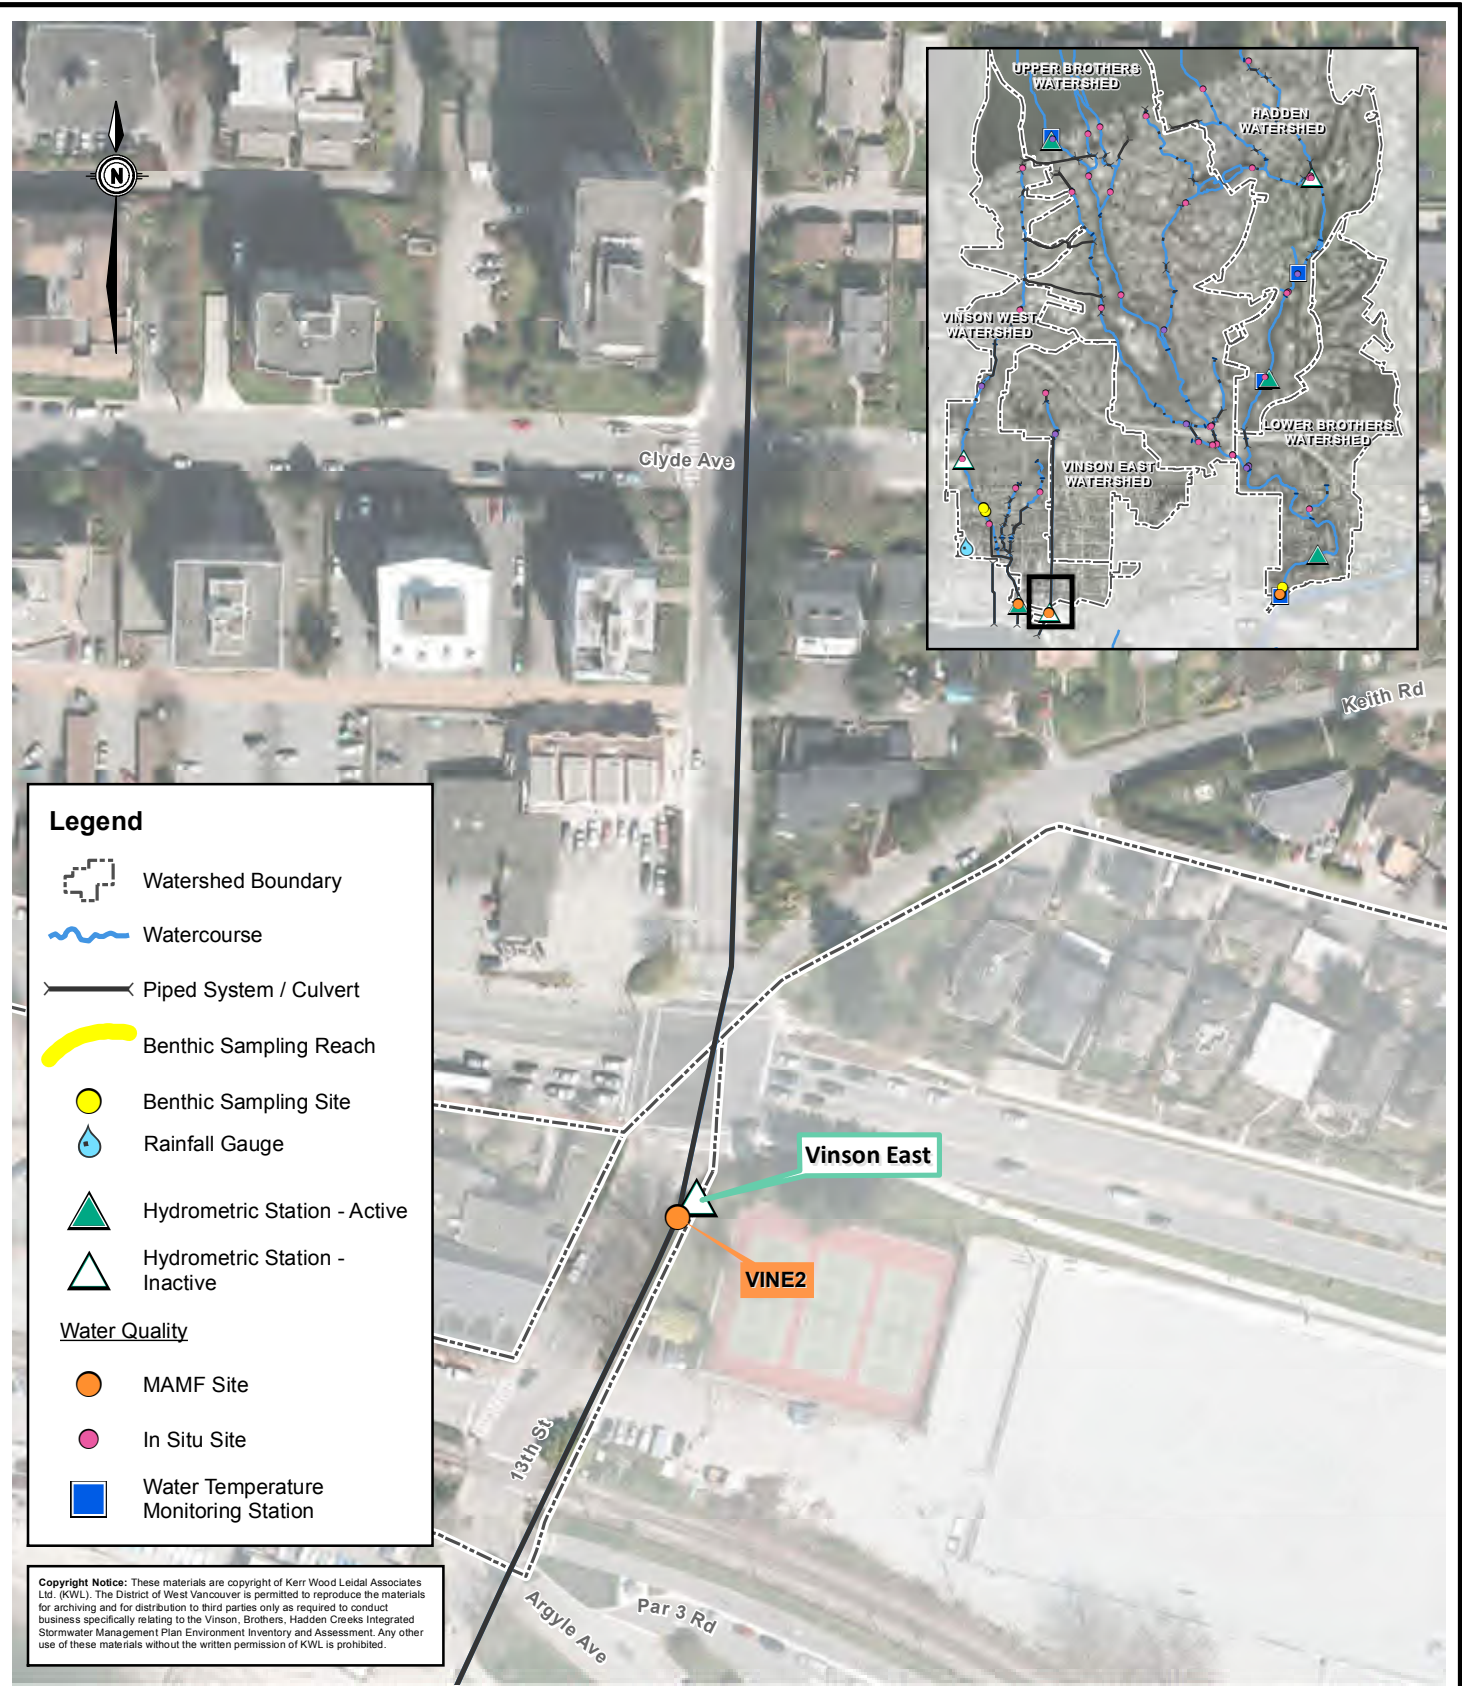 N
UPPER BROTHERS
WATERSHED
HADDEN
WATERSHED
VINSON WEST
WATERSHED
LOWER BROTHERS
WATERSHED
VINSON EAST
WATERSHED
Clyde Ave
Keith Rd
Vinson East
VINE2
13th St
Argyle Ave
Par 3 Rd
Legend
Watershed Boundary
Watercourse
Piped System / Culvert
Benthic Sampling Reach
Benthic Sampling Site
Rainfall Gauge
Hydrometric Station - Active
Hydrometric Station -
Inactive
Water Quality
MAMF Site
In Situ Site
Water Temperature
Monitoring Station
Copyright Notice: These materials are copyright of Kerr Wood Leidal Associates
Ltd. (KWL). The District of West Vancouver is permitted to reproduce the materials
for archiving and for distribution to third parties only as required to conduct
business specifically relating to the Vinson, Brothers, Hadden Creeks Integrated
Stormwater Management Plan Environment Inventory and Assessment. Any other
use of these materials without the written permission of KWL is prohibited.